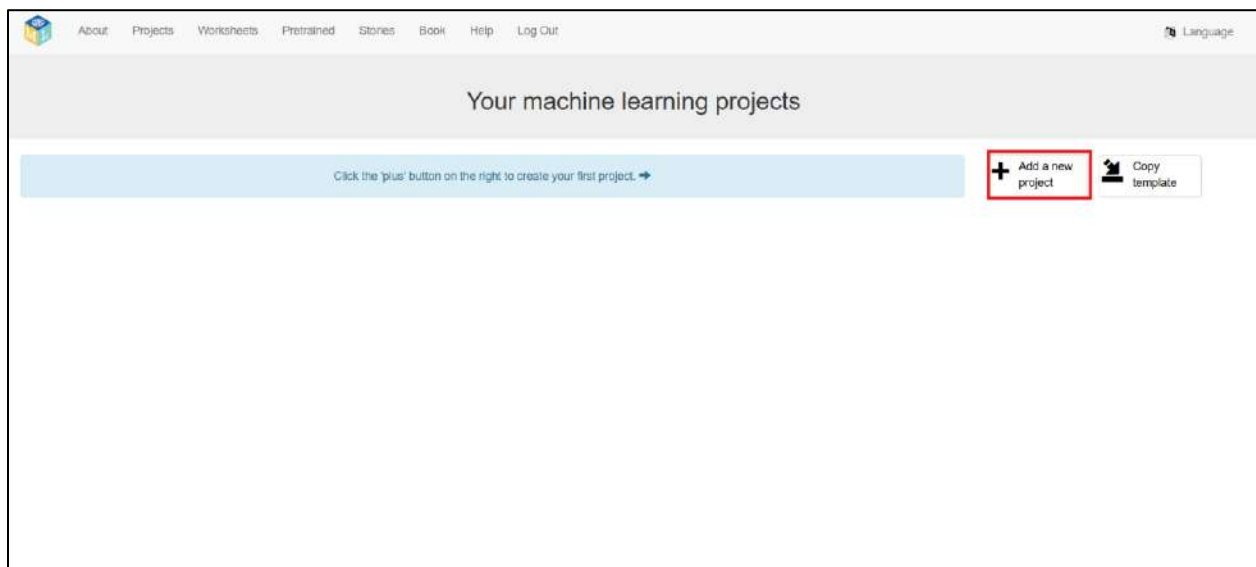 About Projects Worksheets Pretrained Stories Book Help Log Out Language
Your machine learning projects
Click the 'plus' button on the right to create your first project.
Add a new
project
Copy
template